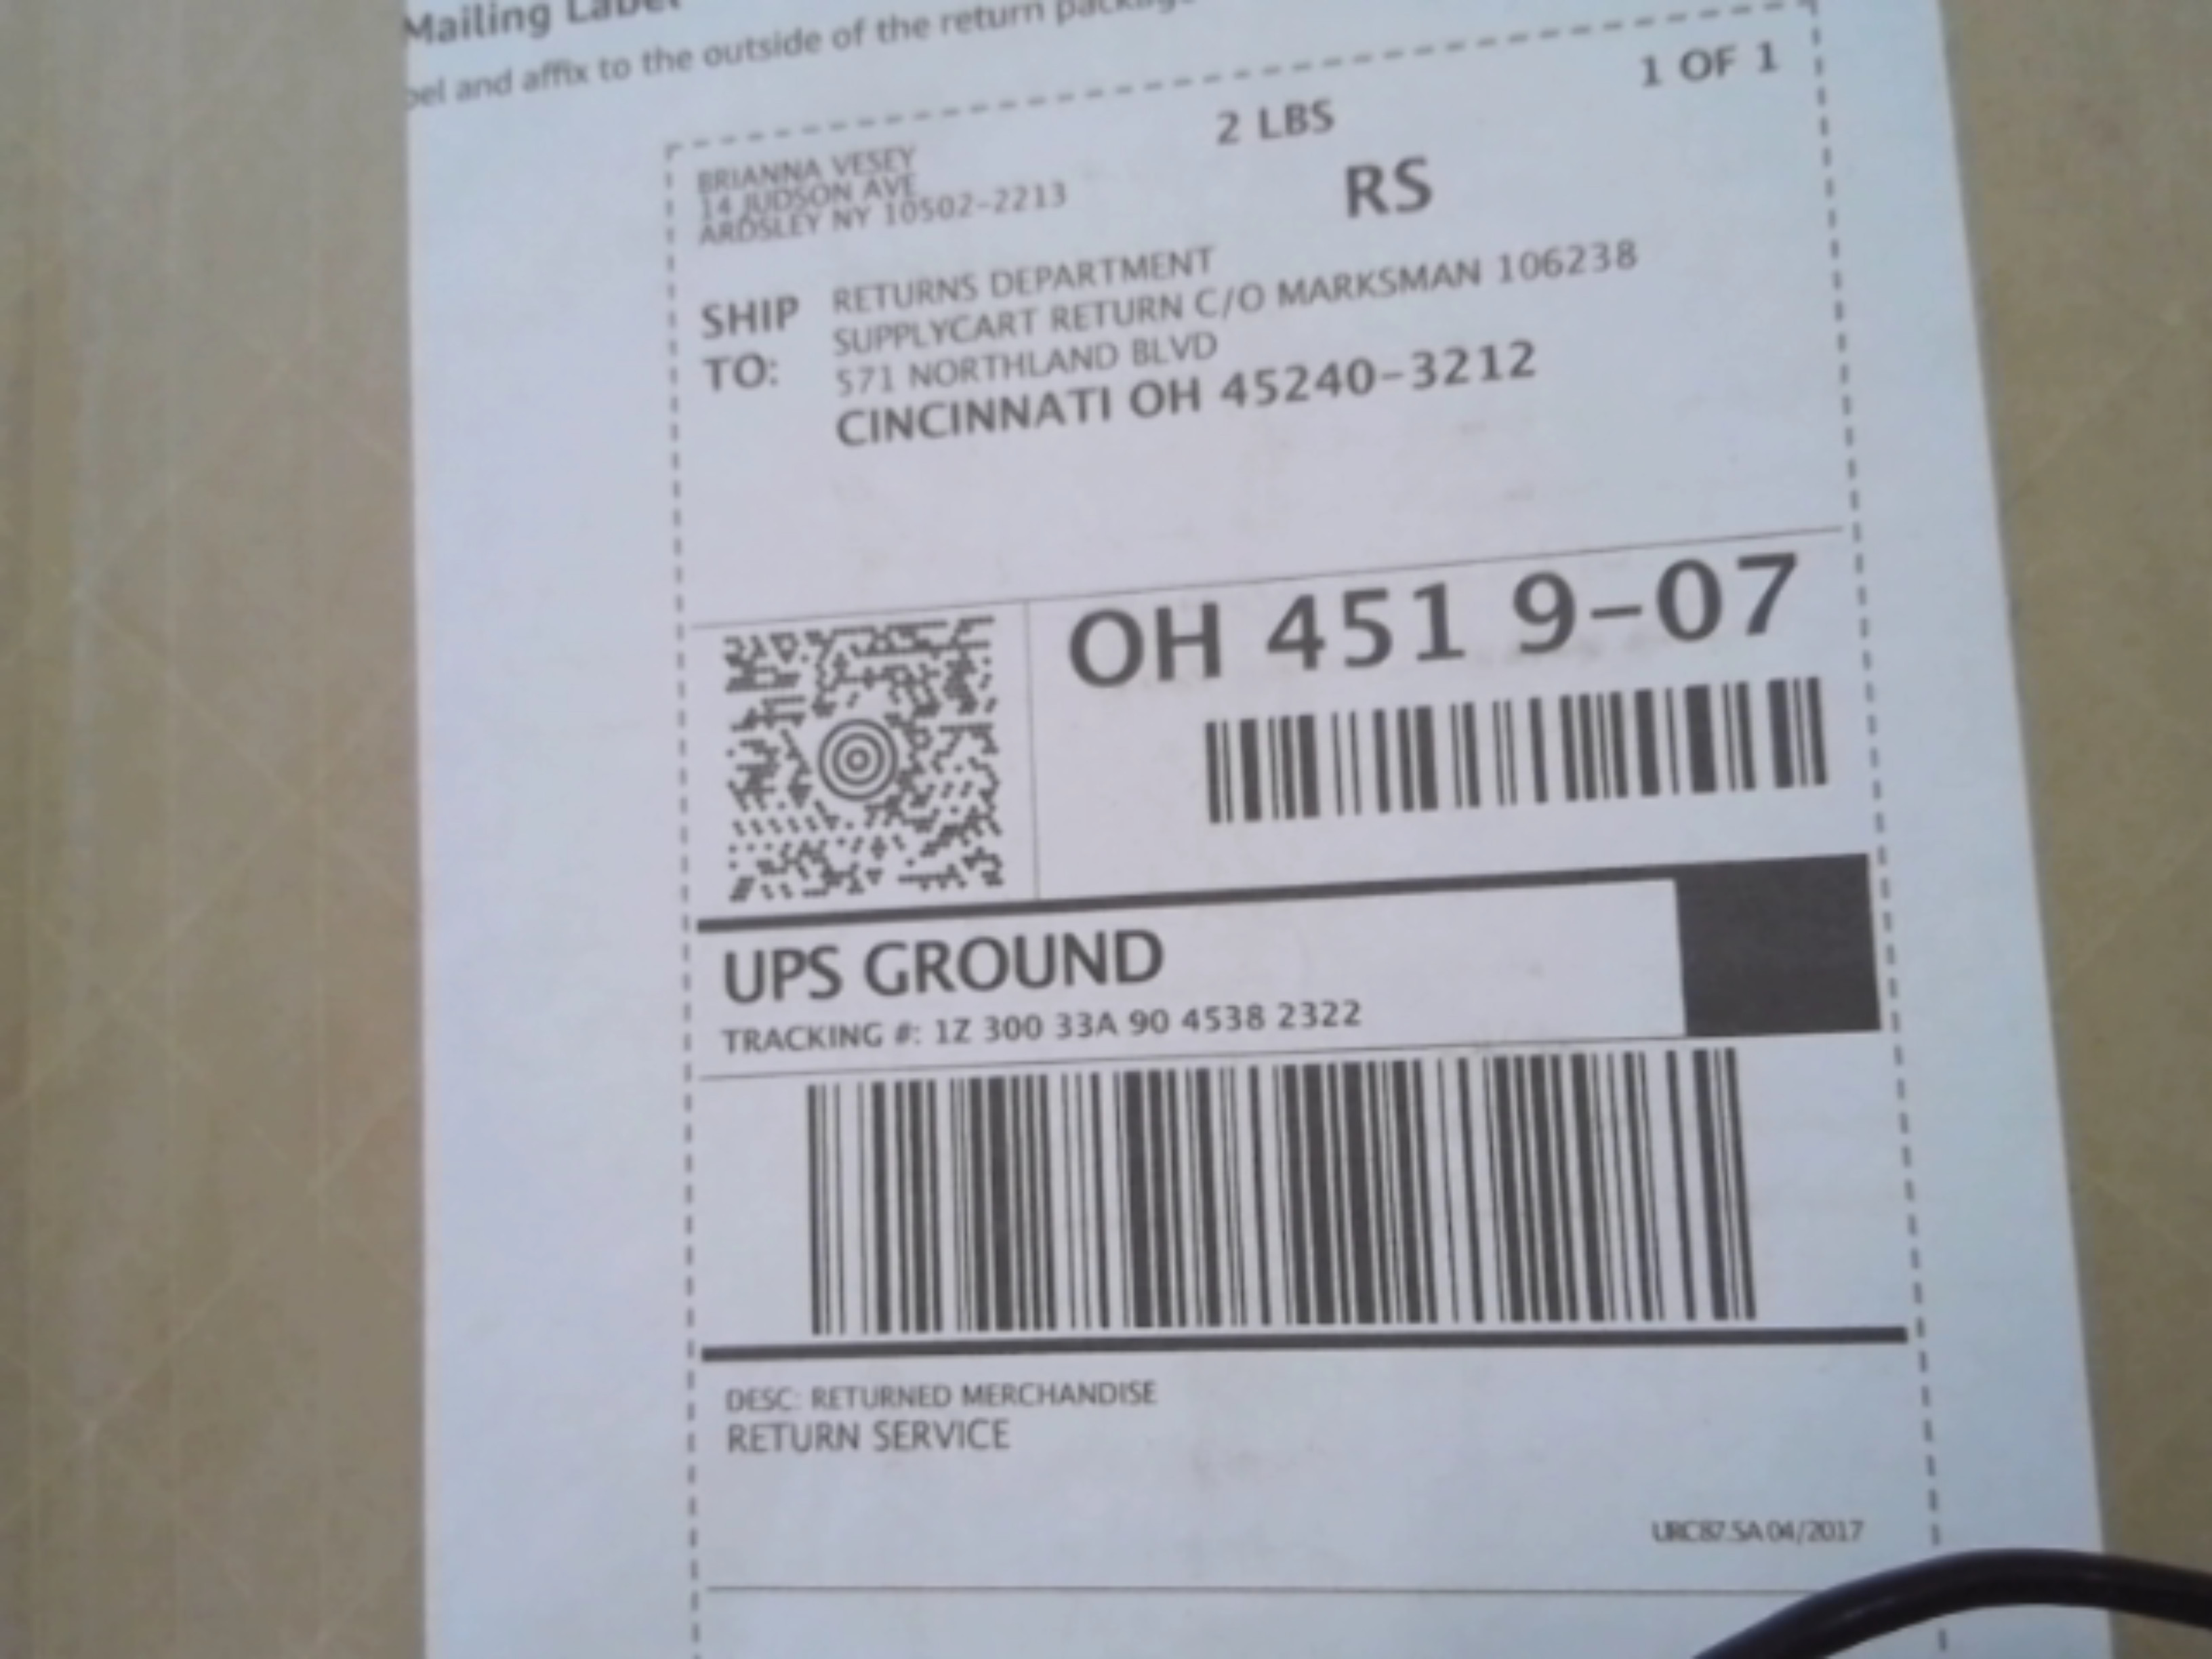 Mailing Label
bel and affix to the outside of the return package
1 OF 1
2 LBS
RS
BRIANNA VESEY
14 JUDSON AVE
ARDSLEY NY 10502-2213
SHIP TO:
RETURNS DEPARTMENT
SUPPLYCART RETURN C/O MARKSMAN 106238
571 NORTHLAND BLVD
CINCINNATI OH 45240-3212
OH 451 9-07
UPS GROUND
TRACKING #: 1Z 300 33A 90 4538 2322
DESC: RETURNED MERCHANDISE
RETURN SERVICE
URC87.5A 04/2017